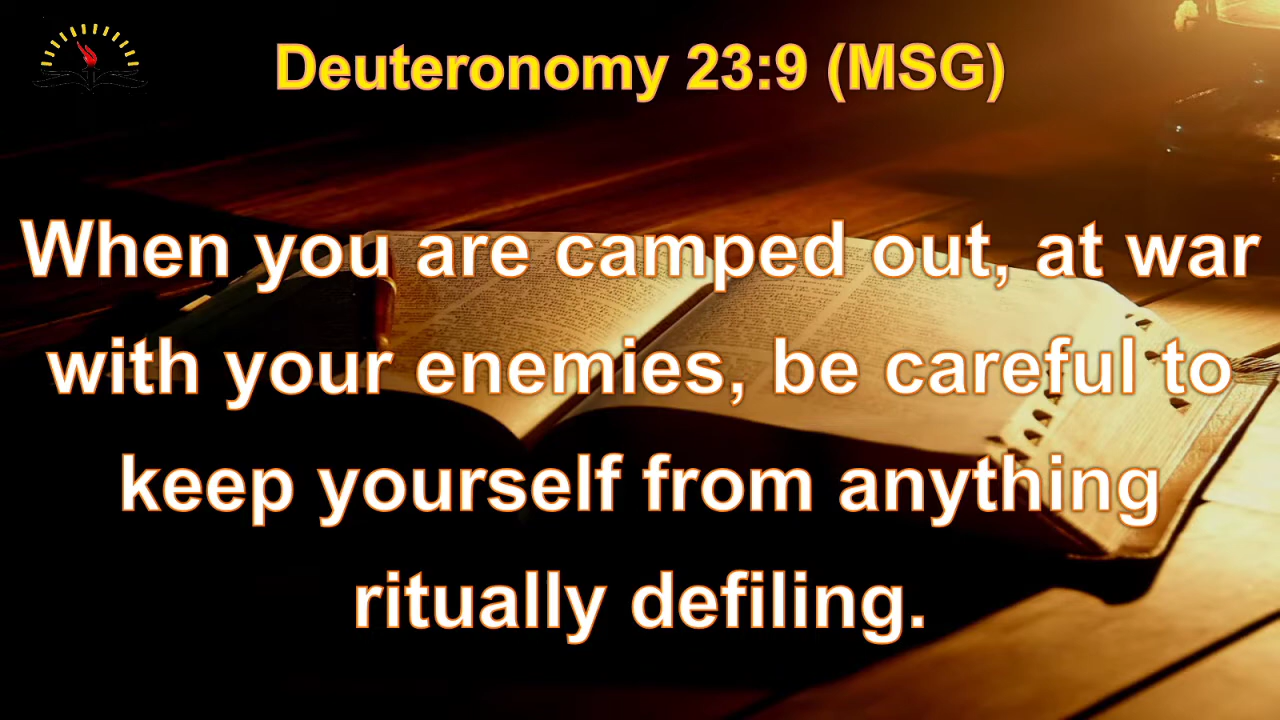 Deuteronomy 23:9 (MSG)
When you are camped out, at war
with your enemies, be careful to
keep yourself from anything
ritually defiling.